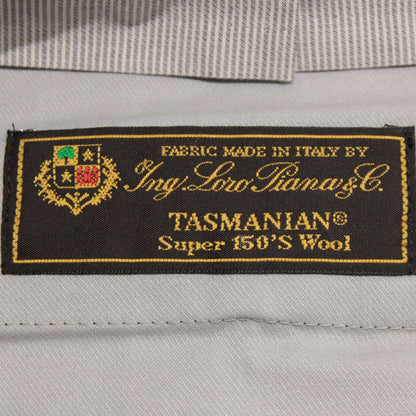 FABRIC MADE IN ITALY BY
Ing. Loro Piana & C.
TASMANIAN®
Super 150'S Wool